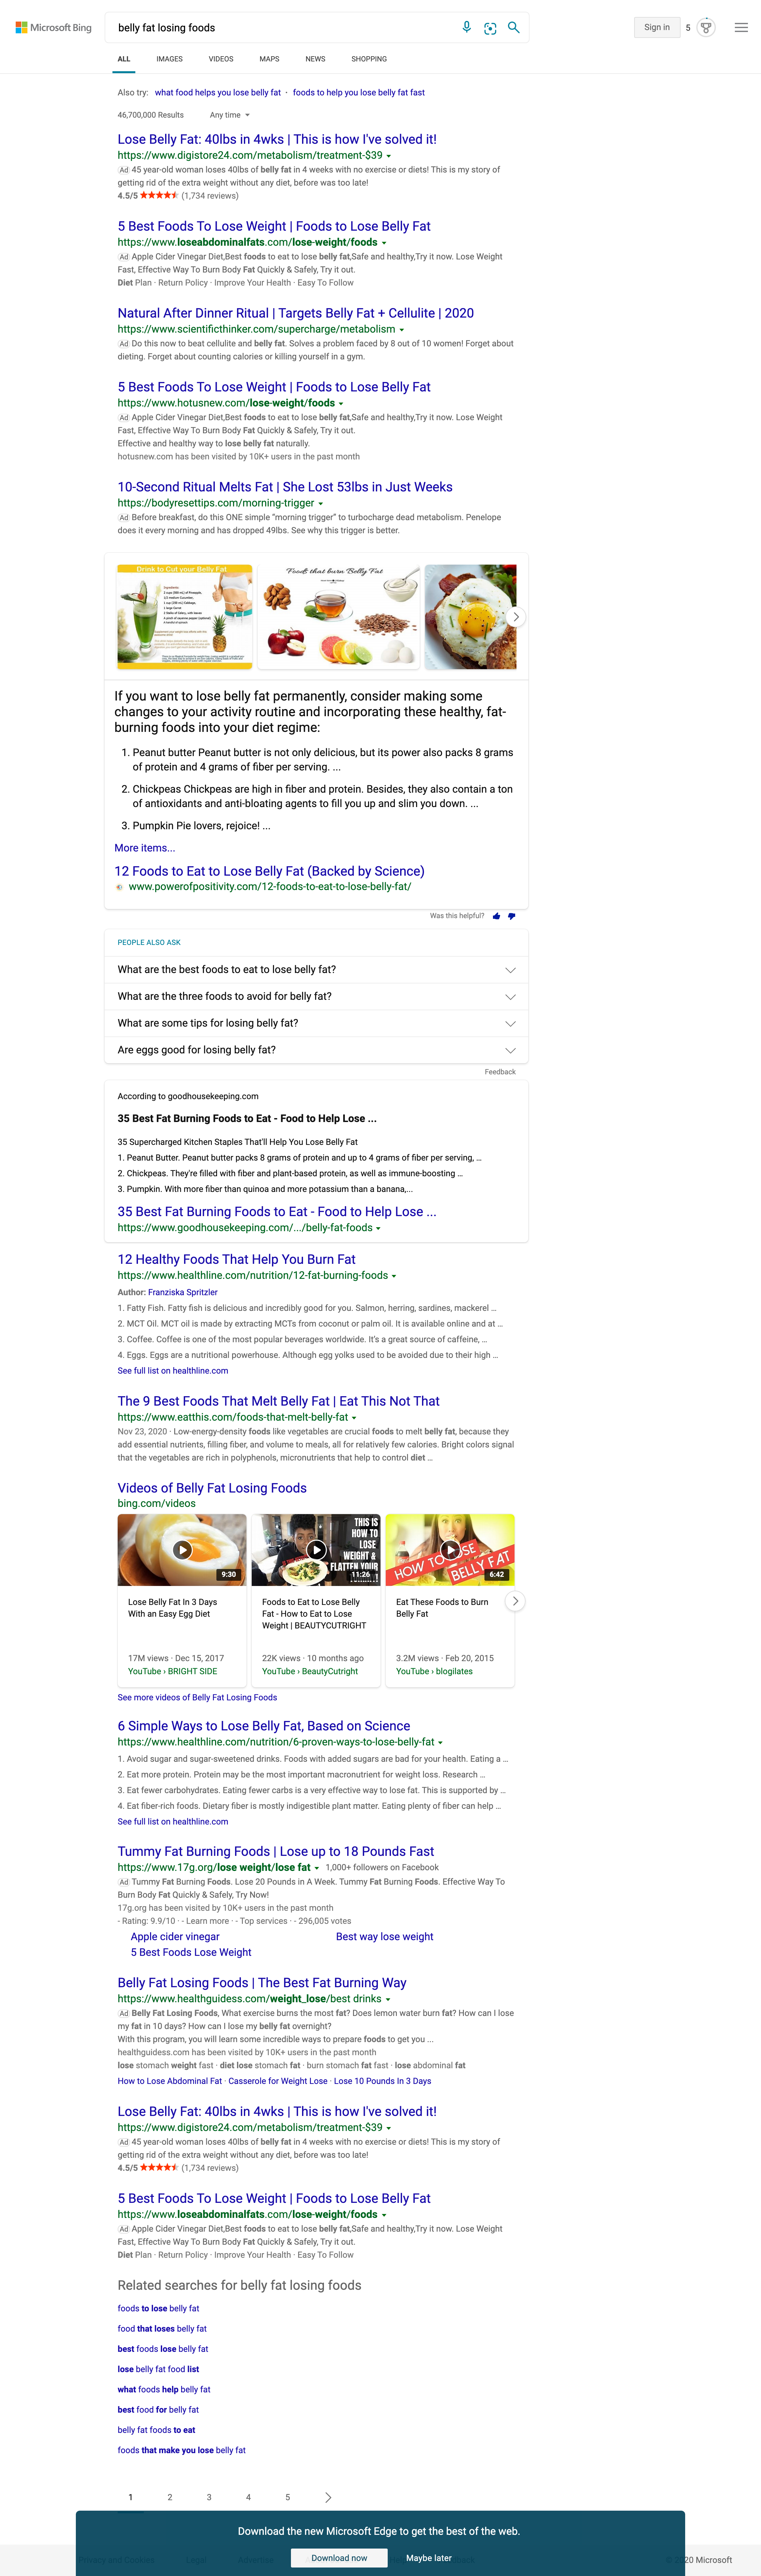 Microsoft Bing
belly fat losing foods
Sign in
5
ALL IMAGES VIDEOS MAPS NEWS SHOPPING
Also try: what food helps you lose belly fat · foods to help you lose belly fat fast
46,700,000 Results Any time
Lose Belly Fat: 40lbs in 4wks | This is how I've solved it!
https://www.digistore24.com/metabolism/treatment-$39
Ad 45 year-old woman loses 40lbs of belly fat in 4 weeks with no exercise or diets! This is my story of
getting rid of the extra weight without any diet, before was too late!
4.5/5 (1,734 reviews)
5 Best Foods To Lose Weight | Foods to Lose Belly Fat
https://www.loseabdominalfats.com/lose-weight/foods
Ad Apple Cider Vinegar Diet,Best foods to eat to lose belly fat,Safe and healthy,Try it now. Lose Weight
Fast, Effective Way To Burn Body Fat Quickly & Safely, Try it out.
Diet Plan · Return Policy · Improve Your Health · Easy To Follow
Natural After Dinner Ritual | Targets Belly Fat + Cellulite | 2020
https://www.scientificthinker.com/supercharge/metabolism
Ad Do this now to beat cellulite and belly fat. Solves a problem faced by 8 out of 10 women! Forget about
dieting. Forget about counting calories or killing yourself in a gym.
5 Best Foods To Lose Weight | Foods to Lose Belly Fat
https://www.hotusnew.com/lose-weight/foods
Ad Apple Cider Vinegar Diet,Best foods to eat to lose belly fat,Safe and healthy,Try it now. Lose Weight
Fast, Effective Way To Burn Body Fat Quickly & Safely, Try it out.
Effective and healthy way to lose belly fat naturally.
hotusnew.com has been visited by 10K+ users in the past month
10-Second Ritual Melts Fat | She Lost 53lbs in Just Weeks
https://bodyresettips.com/morning-trigger
Ad Before breakfast, do this ONE simple “morning trigger” to turbocharge dead metabolism. Penelope
does it every morning and has dropped 49lbs. See why this trigger is better.
Drink to Cut your Belly Fat
Foods that burn Belly Fat
If you want to lose belly fat permanently, consider making some
changes to your activity routine and incorporating these healthy, fat-
burning foods into your diet regime:
1. Peanut butter Peanut butter is not only delicious, but its power also packs 8 grams
of protein and 4 grams of fiber per serving. ...
2. Chickpeas Chickpeas are high in fiber and protein. Besides, they also contain a ton
of antioxidants and anti-bloating agents to fill you up and slim you down. ...
3. Pumpkin Pie lovers, rejoice! ...
More items...
12 Foods to Eat to Lose Belly Fat (Backed by Science)
www.powerofpositivity.com/12-foods-to-eat-to-lose-belly-fat/
Was this helpful?
PEOPLE ALSO ASK
What are the best foods to eat to lose belly fat?
What are the three foods to avoid for belly fat?
What are some tips for losing belly fat?
Are eggs good for losing belly fat?
Feedback
According to goodhousekeeping.com
35 Best Fat Burning Foods to Eat - Food to Help Lose ...
35 Supercharged Kitchen Staples That'll Help You Lose Belly Fat
1. Peanut Butter. Peanut butter packs 8 grams of protein and up to 4 grams of fiber per serving, ...
2. Chickpeas. They're filled with fiber and plant-based protein, as well as immune-boosting ...
3. Pumpkin. With more fiber than quinoa and more potassium than a banana,...
35 Best Fat Burning Foods to Eat - Food to Help Lose ...
https://www.goodhousekeeping.com/.../belly-fat-foods
12 Healthy Foods That Help You Burn Fat
https://www.healthline.com/nutrition/12-fat-burning-foods
Author: Franziska Spritzler
1. Fatty Fish. Fatty fish is delicious and incredibly good for you. Salmon, herring, sardines, mackerel ...
2. MCT Oil. MCT oil is made by extracting MCTs from coconut or palm oil. It is available online and at ...
3. Coffee. Coffee is one of the most popular beverages worldwide. It's a great source of caffeine, ...
4. Eggs. Eggs are a nutritional powerhouse. Although egg yolks used to be avoided due to their high ...
See full list on healthline.com
The 9 Best Foods That Melt Belly Fat | Eat This Not That
https://www.eatthis.com/foods-that-melt-belly-fat
Nov 23, 2020 · Low-energy-density foods like vegetables are crucial foods to melt belly fat, because they
add essential nutrients, filling fiber, and volume to meals, all for relatively few calories. Bright colors signal
that the vegetables are rich in polyphenols, micronutrients that help to control diet ...
Videos of Belly Fat Losing Foods
bing.com/videos
THIS IS
HOW TO
LOSE
WEIGHT &
FLATTEN YOUR
HOW TO LOSE
BELLY FAT
9:30 11:26 6:42
Lose Belly Fat In 3 Days
With an Easy Egg Diet
17M views · Dec 15, 2017
YouTube › BRIGHT SIDE
Foods to Eat to Lose Belly
Fat - How to Eat to Lose
Weight | BEAUTYCUTRIGHT
22K views · 10 months ago
YouTube › BeautyCutright
Eat These Foods to Burn
Belly Fat
3.2M views · Feb 20, 2015
YouTube › blogilates
See more videos of Belly Fat Losing Foods
6 Simple Ways to Lose Belly Fat, Based on Science
https://www.healthline.com/nutrition/6-proven-ways-to-lose-belly-fat
1. Avoid sugar and sugar-sweetened drinks. Foods with added sugars are bad for your health. Eating a ...
2. Eat more protein. Protein may be the most important macronutrient for weight loss. Research ...
3. Eat fewer carbohydrates. Eating fewer carbs is a very effective way to lose fat. This is supported by ...
4. Eat fiber-rich foods. Dietary fiber is mostly indigestible plant matter. Eating plenty of fiber can help ...
See full list on healthline.com
Tummy Fat Burning Foods | Lose up to 18 Pounds Fast
https://www.17g.org/lose weight/lose fat 1,000+ followers on Facebook
Ad Tummy Fat Burning Foods. Lose 20 Pounds in A Week. Tummy Fat Burning Foods. Effective Way To
Burn Body Fat Quickly & Safely, Try Now!
17g.org has been visited by 10K+ users in the past month
- Rating: 9.9/10 · - Learn more · - Top services · - 296,005 votes
Apple cider vinegar Best way lose weight
5 Best Foods Lose Weight
Belly Fat Losing Foods | The Best Fat Burning Way
https://www.healthguidess.com/weight_lose/best drinks
Ad Belly Fat Losing Foods, What exercise burns the most fat? Does lemon water burn fat? How can I lose
my fat in 10 days? How can I lose my belly fat overnight?
With this program, you will learn some incredible ways to prepare foods to get you ...
healthguidess.com has been visited by 10K+ users in the past month
lose stomach weight fast · diet lose stomach fat · burn stomach fat fast · lose abdominal fat
How to Lose Abdominal Fat · Casserole for Weight Lose · Lose 10 Pounds In 3 Days
Lose Belly Fat: 40lbs in 4wks | This is how I've solved it!
https://www.digistore24.com/metabolism/treatment-$39
Ad 45 year-old woman loses 40lbs of belly fat in 4 weeks with no exercise or diets! This is my story of
getting rid of the extra weight without any diet, before was too late!
4.5/5 (1,734 reviews)
5 Best Foods To Lose Weight | Foods to Lose Belly Fat
https://www.loseabdominalfats.com/lose-weight/foods
Ad Apple Cider Vinegar Diet,Best foods to eat to lose belly fat,Safe and healthy,Try it now. Lose Weight
Fast, Effective Way To Burn Body Fat Quickly & Safely, Try it out.
Diet Plan · Return Policy · Improve Your Health · Easy To Follow
Related searches for belly fat losing foods
foods to lose belly fat
food that loses belly fat
best foods lose belly fat
lose belly fat food list
what foods help belly fat
best food for belly fat
belly fat foods to eat
foods that make you lose belly fat
1 2 3 4 5
Download the new Microsoft Edge to get the best of the web.
Download now Maybe later
20 Microsoft